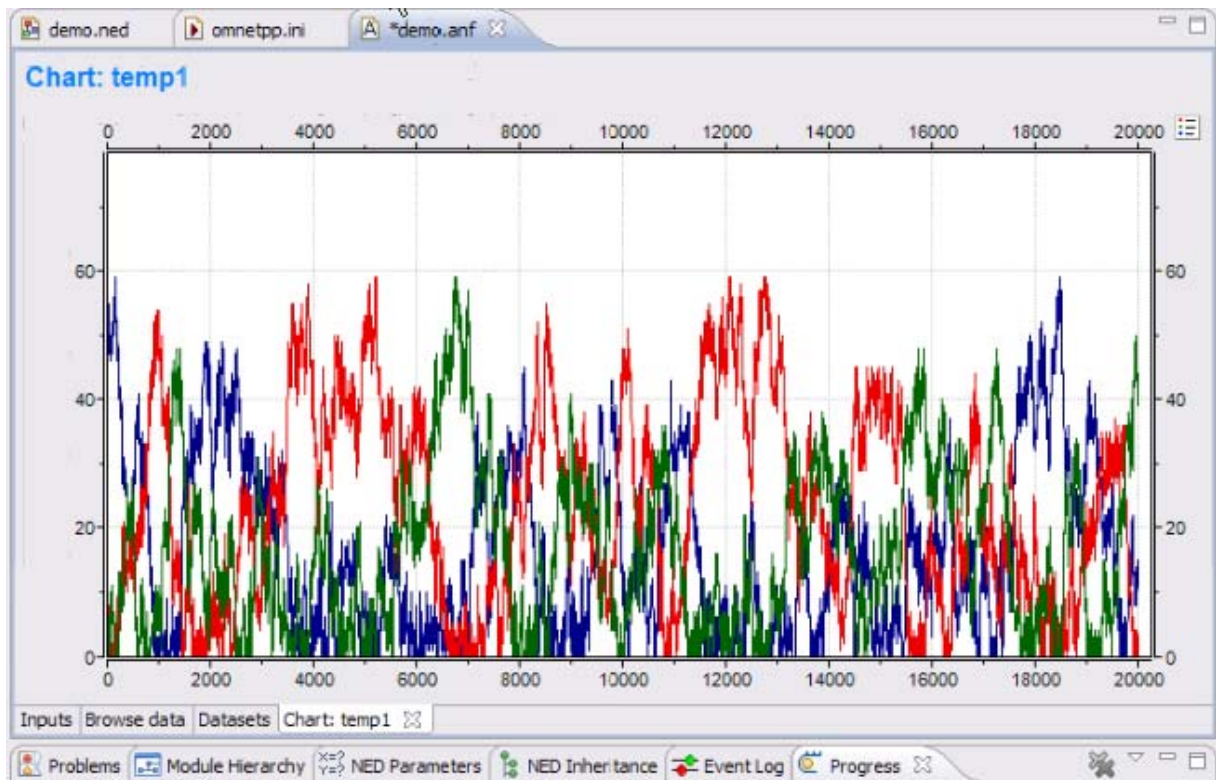 demo.ned omnetpp.ini *demo.anf
Chart: temp1
0 2000 4000 6000 8000 10000 12000 14000 16000 18000 20000
60 60
40 40
20 20
0 0
0 2000 4000 6000 8000 10000 12000 14000 16000 18000 20000
Inputs Browse data Datasets Chart: temp1
Problems Module Hierarchy X=? Y=? NED Parameters NED Inheritance Event Log Progress